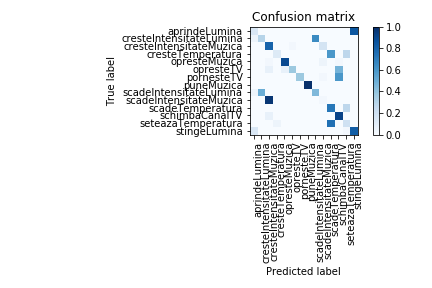 Confusion matrix
True label
aprindeLumina
cresteIntensitateLumina
cresteIntensitateMuzica
cresteTemperatura
opresteMuzica
opresteTV
pornesteTV
puneMuzica
scadeIntensitateLumina
scadeIntensitateMuzica
scadeTemperatura
schimbaCanalTV
seteazaTemperatura
stingeLumina
1.0
0.8
0.6
0.4
0.2
0.0
aprindeLumina
cresteIntensitateLumina
cresteIntensitateMuzica
cresteTemperatura
opresteMuzica
opresteTV
pornesteTV
puneMuzica
scadeIntensitateLumina
scadeIntensitateMuzica
scadeTemperatura
schimbaCanalTV
seteazaTemperatura
stingeLumina
Predicted label